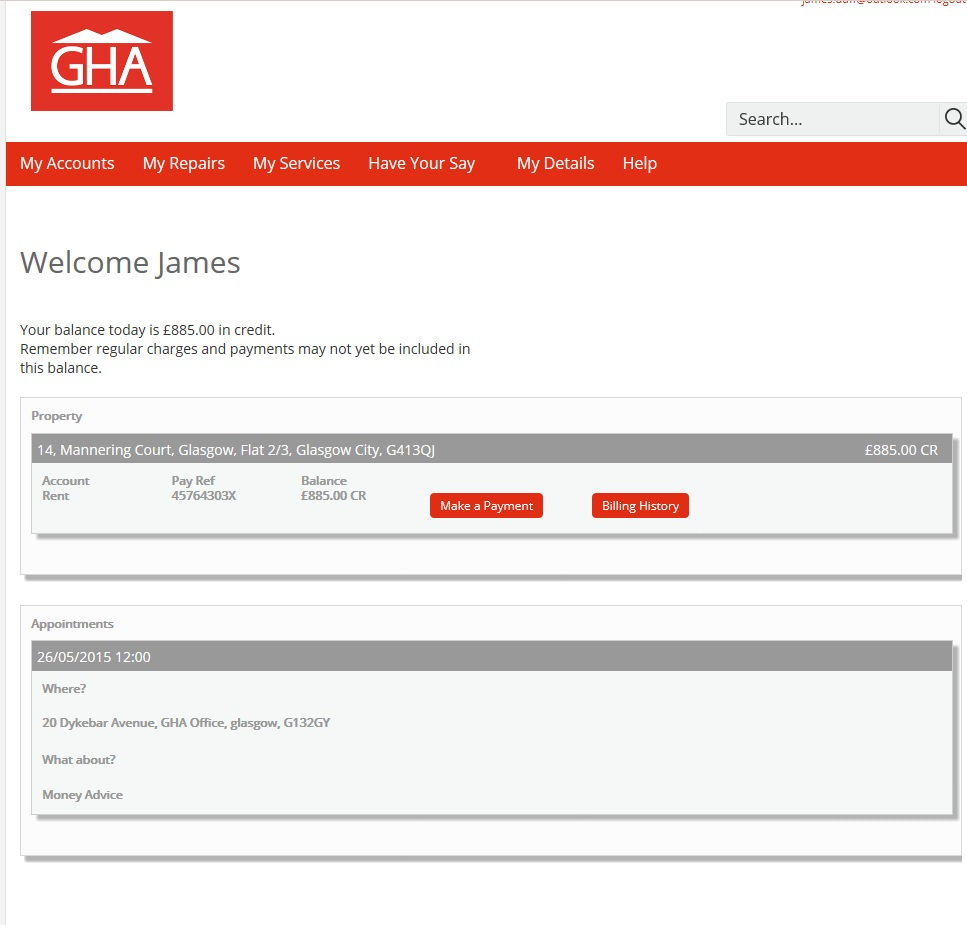 logout
GHA
Search...
My Accounts My Repairs My Services Have Your Say My Details Help
Welcome James
Your balance today is £885.00 in credit.
Remember regular charges and payments may not yet be included in
this balance.
Property
14, Mannering Court, Glasgow, Flat 2/3, Glasgow City, G413QJ £885.00 CR
Account Pay Ref Balance
Rent 45764303X £885.00 CR
Make a Payment Billing History
Appointments
26/05/2015 12:00
Where?
20 Dykebar Avenue, GHA Office, glasgow, G132GY
What about?
Money Advice